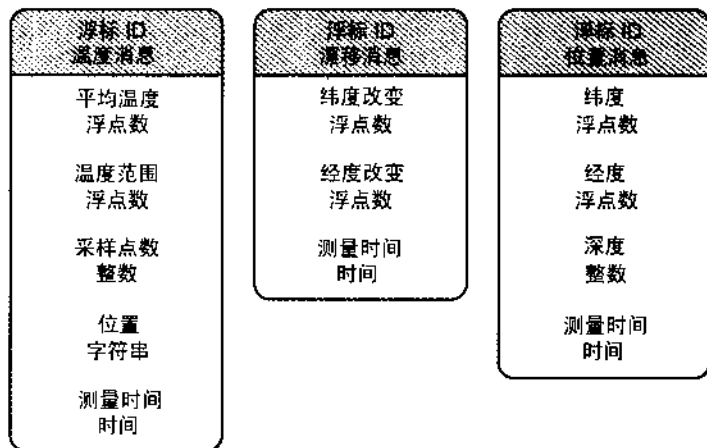 浮标 ID
温度消息
平均温度
浮点数
温度范围
浮点数
采样点数
整数
位置
字符串
测量时间
时间
浮标 ID
漂移消息
纬度改变
浮点数
经度改变
浮点数
测量时间
时间
浮标 ID
位置消息
纬度
浮点数
经度
浮点数
深度
整数
测量时间
时间